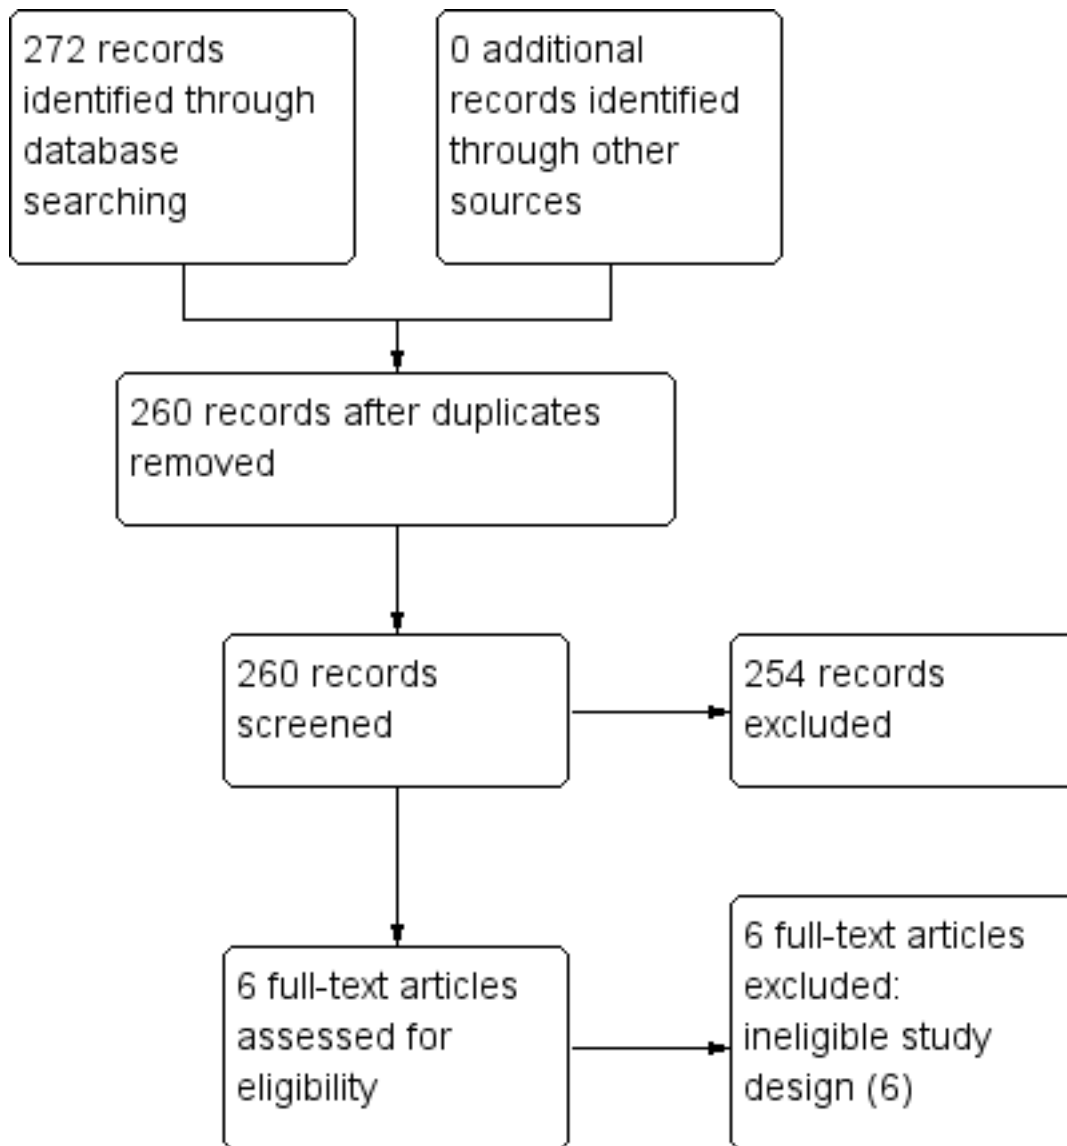 272 records
identified through
database
searching
0 additional
records identified
through other
sources
260 records after duplicates
removed
260 records
screened
254 records
excluded
6 full-text articles
assessed for
eligibility
6 full-text articles
excluded:
ineligible study
design (6)